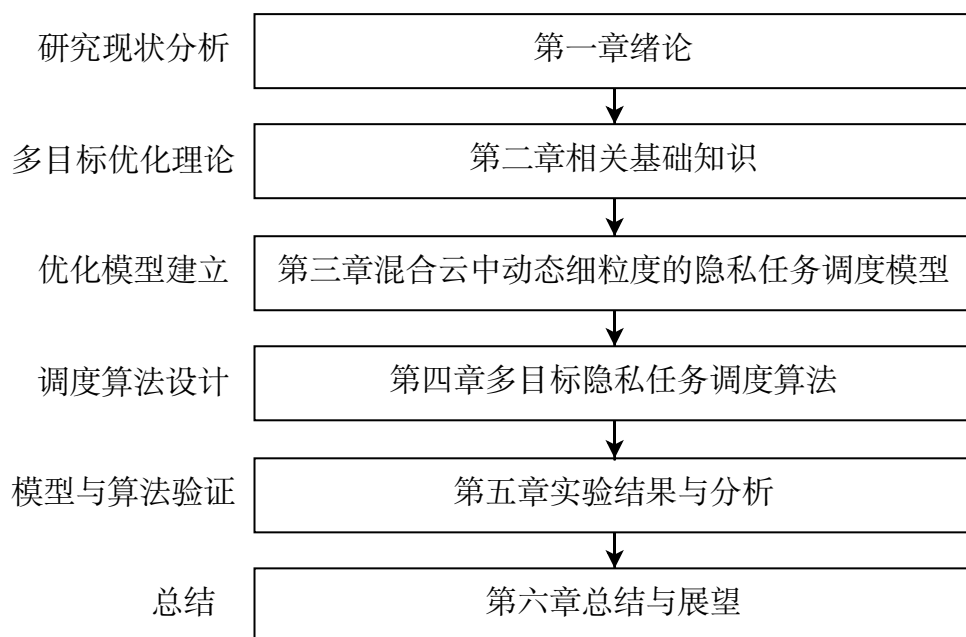 研究现状分析
第一章绪论
多目标优化理论
第二章相关基础知识
优化模型建立
第三章混合云中动态细粒度的隐私任务调度模型
调度算法设计
第四章多目标隐私任务调度算法
模型与算法验证
第五章实验结果与分析
总结
第六章总结与展望